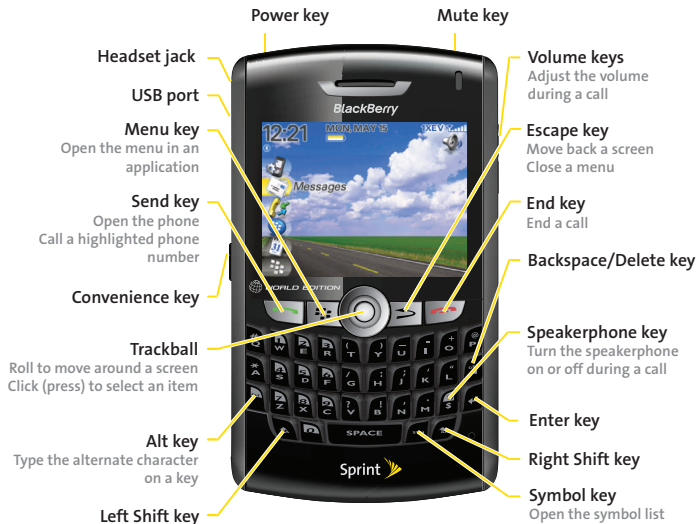 Power key
Mute key
Headset jack
USB port
Menu key
Open the menu in an
application
Send key
Open the phone
Call a highlighted phone
number
Convenience key
Trackball
Roll to move around a screen
Click (press) to select an item
Alt key
Type the alternate character
on a key
Left Shift key
BlackBerry
12:21
MON, MAY 15
1XEV
Messages
31
WORLD EDITION
Q W E R T Y U I O P
A S D F G H J K L
Z X C V B N M $
0 SPACE
Sprint
Volume keys
Adjust the volume
during a call
Escape key
Move back a screen
Close a menu
End key
End a call
Backspace/Delete key
Speakerphone key
Turn the speakerphone
on or off during a call
Enter key
Right Shift key
Symbol key
Open the symbol list